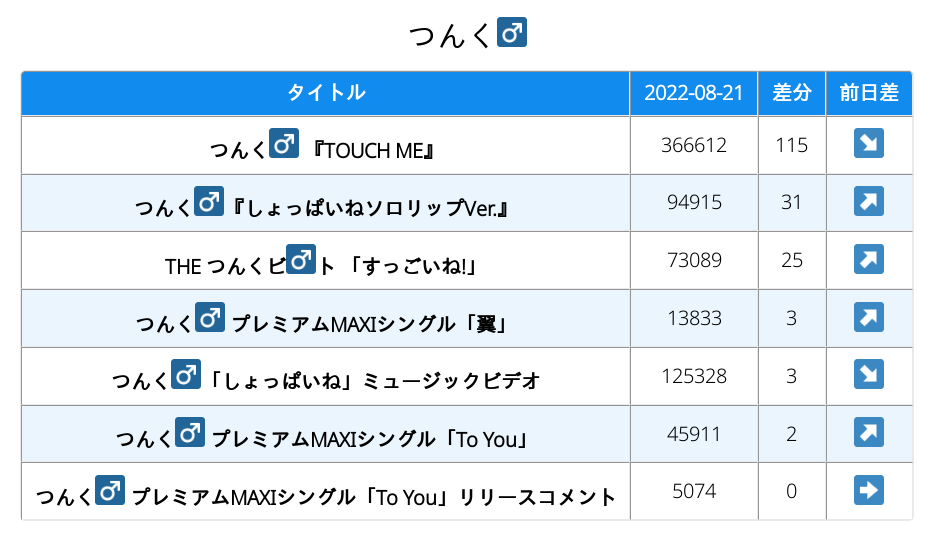 つんく♂
タイトル 2022-08-21 差分 前日差
つんく♂ 『TOUCH ME』 366612 115 ↘
つんく♂『しょっぱいねソロリップVer.』 94915 31 ↗
THE つんくビ♂ト 「すっごいね!」 73089 25 ↗
つんく♂ プレミアムMAXIシングル「翼」 13833 3 ↗
つんく♂「しょっぱいね」ミュージックビデオ 125328 3 ↘
つんく♂ プレミアムMAXIシングル「To You」 45911 2 ↗
つんく♂ プレミアムMAXIシングル「To You」リリースコメント 5074 0 ➡